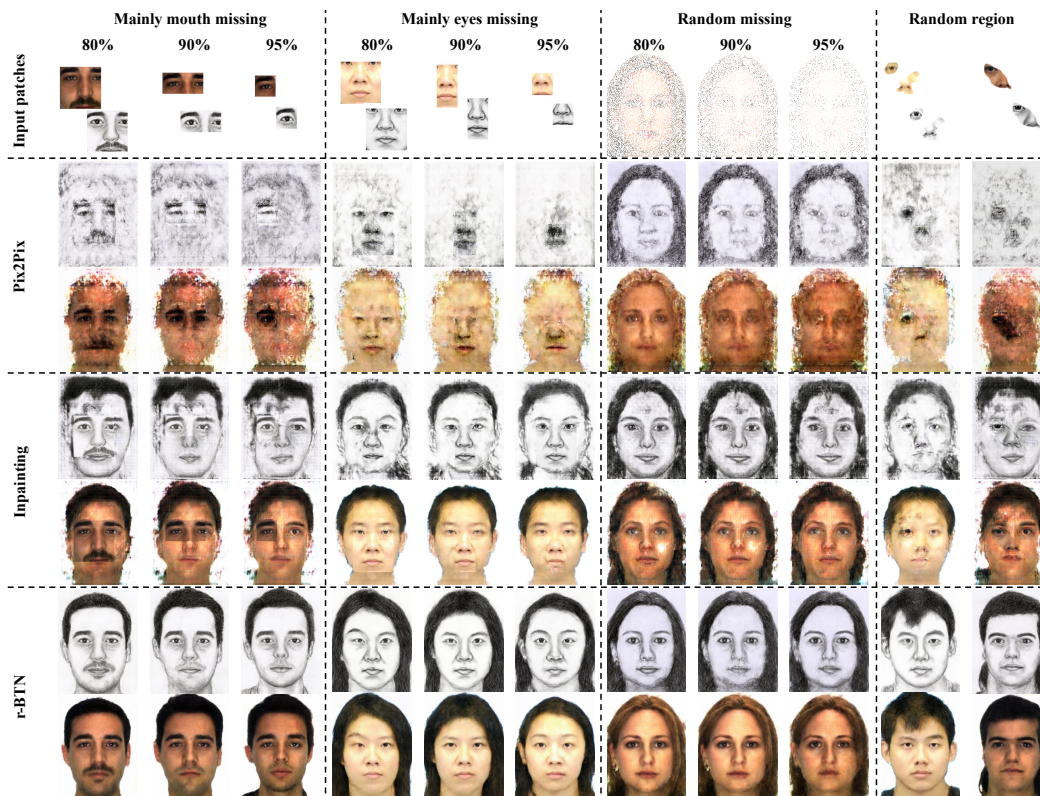 Mainly mouth missing
Mainly eyes missing
Random missing
Random region
80%
90%
95%
80%
90%
95%
80%
90%
95%
Input patches
Pix2Pix
Inpainting
r-BTN